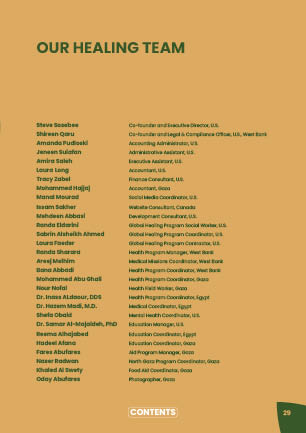 OUR HEALING TEAM
Steve Sosebee Co-founder and Executive Director, U.S.
Shireen Qaru Co-founder and Legal & Compliance Officer, U.S., West Bank
Amanda Fudloski Accounting Administrator, U.S.
Jeneen Sulafan Administrative Assistant, U.S.
Amira Saleh Executive Assistant, U.S.
Laura Long Accountant, U.S.
Tracy Zabel Finance Consultant, U.S.
Mohammed Hajjaj Accountant, Gaza
Manal Mourad Social Media Coordinator, U.S.
Issam Sakher Website Consultant, Canada
Mehdeen Abbasi Development Consultant, U.S.
Randa Eldarini Global Healing Program Social Worker, U.S.
Sabrin Alsheikh Ahmed Global Healing Program Coordinator, U.S.
Laura Faeder Global Healing Program Contractor, U.S.
Randa Sharara Health Program Manager, West Bank
Areej Melhim Medical Missions Coordinator, West Bank
Dana Abbadi Health Program Coordinator, West Bank
Mohammed Abu Ghali Health Program Coordinator, Gaza
Nour Nofal Health Field Worker, Gaza
Dr. Inass ALdaour, DDS Health Program Coordinator, Egypt
Dr. Hazem Madi, M.D. Medical Coordinator, Egypt
Shefa Obaid Mental Health Coordinator, U.S.
Dr. Samar Al-Majaideh, PhD Education Manager, U.S.
Reema Alhajabed Education Coordinator, Egypt
Hadeel Afana Education Coordinator, Gaza
Fares Abufares Aid Program Manager, Gaza
Nazer Radwan North Gaza Program Coordinator, Gaza
Khaled Al Swety Food Aid Coordinator, Gaza
Oday Abufares Photographer, Gaza
CONTENTS
29